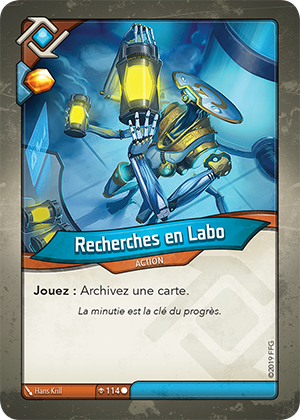 Recherches en Labo
ACTION
Jouez : Archivez une carte.
La minutie est la clé du progrès.
Hans Krill
114
©2019 FFG